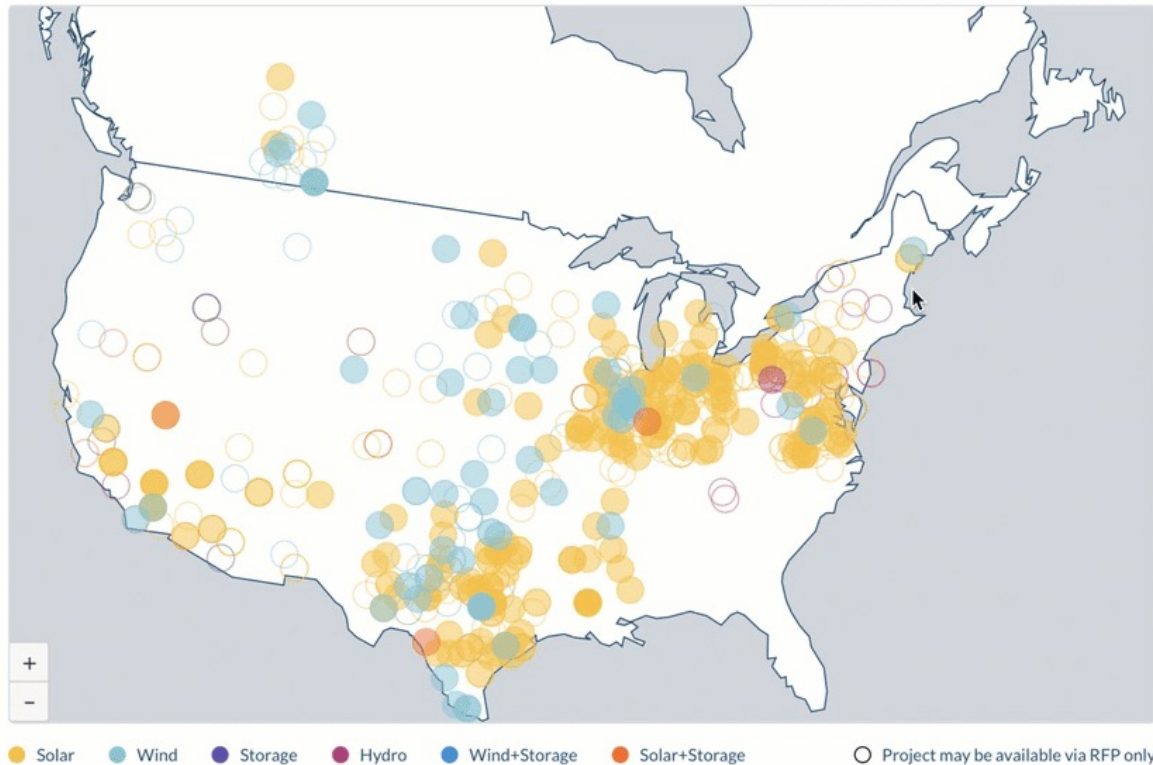 +
−
Solar
Wind
Storage
Hydro
Wind+Storage
Solar+Storage
Project may be available via RFP only